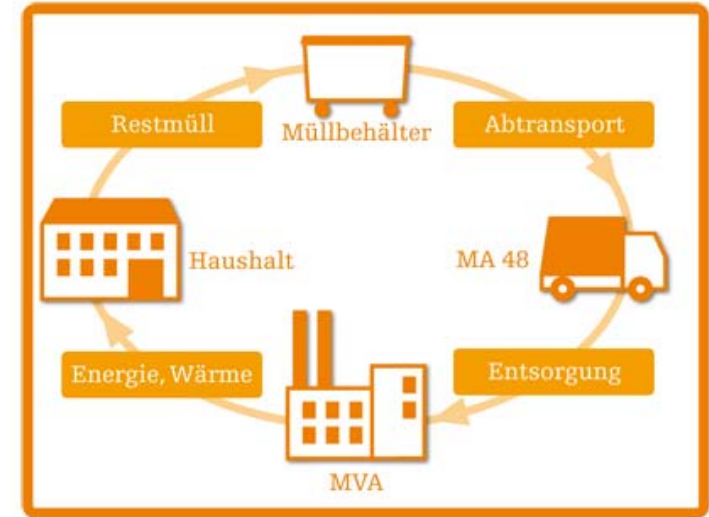 Restmüll
Müllbehälter
Abtransport
Haushalt
MA 48
Energie, Wärme
Entsorgung
MVA